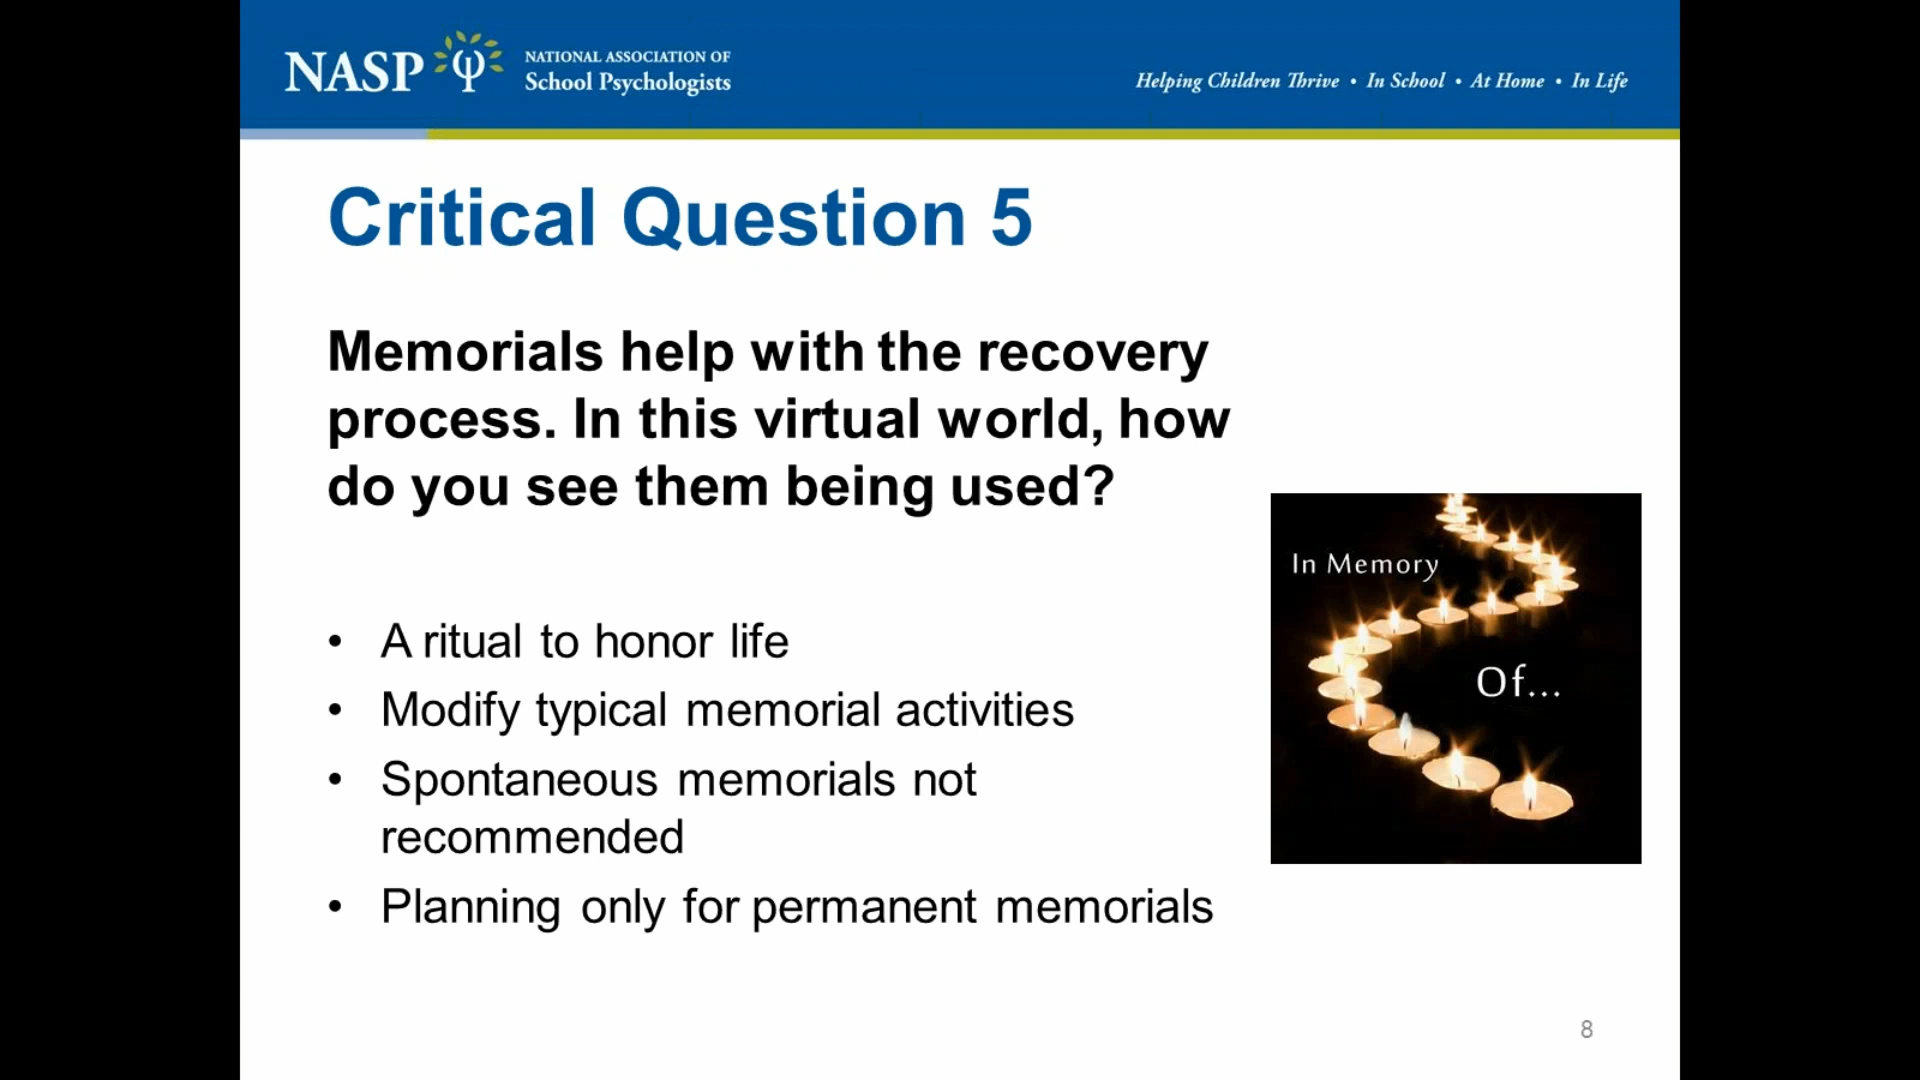 NASP
NATIONAL ASSOCIATION OF
School Psychologists
Helping Children Thrive • In School • At Home • In Life
Critical Question 5
Memorials help with the recovery
process. In this virtual world, how
do you see them being used?
• A ritual to honor life
• Modify typical memorial activities
• Spontaneous memorials not
recommended
• Planning only for permanent memorials
In Memory
Of...
8